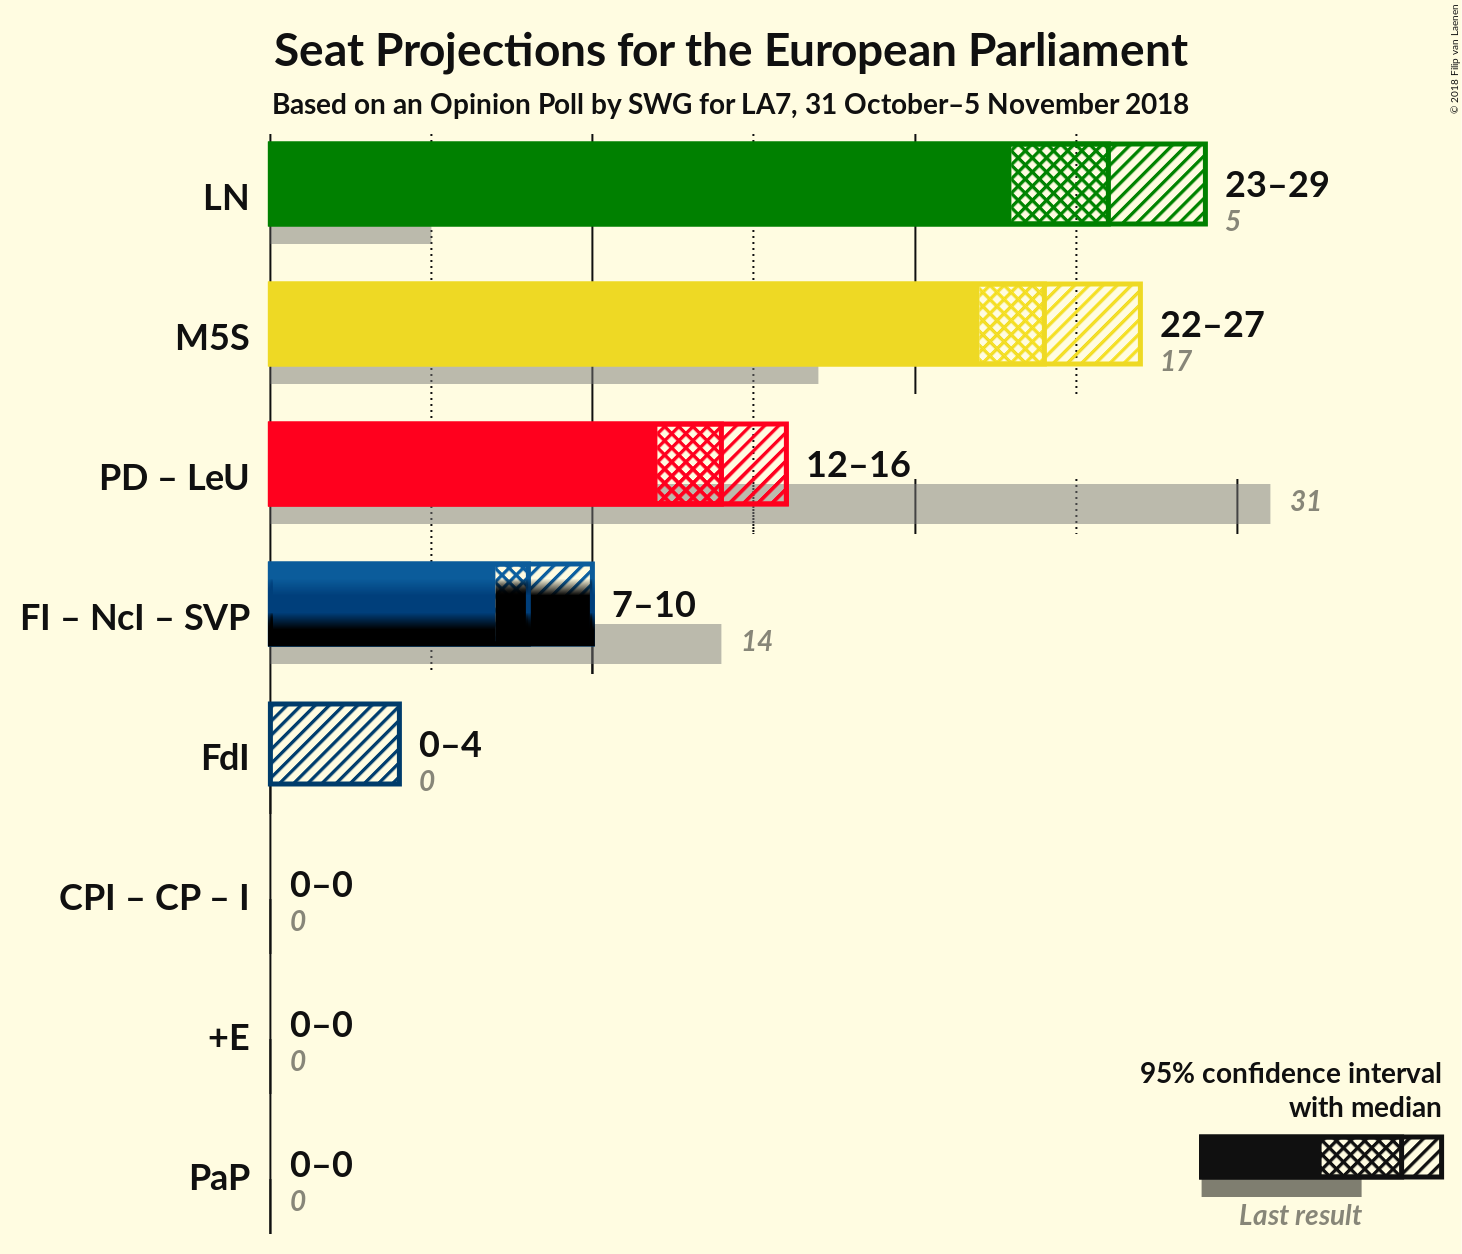 Seat Projections for the European Parliament
Based on an Opinion Poll by SWG for LA7, 31 October–5 November 2018
© 2018 Filip van Laenen
LN
23–29
5
M5S
22–27
17
PD – LeU
12–16
31
FI – NcI – SVP
7–10
14
FdI
0–4
0
CPI – CP – I
0–0
0
+E
0–0
0
PaP
0–0
0
95% confidence interval
with median
Last result